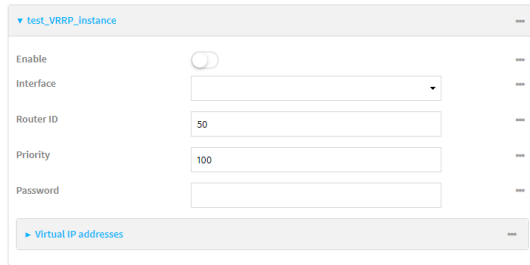 test_VRRP_instance
Enable
Interface
Router ID 50
Priority 100
Password
Virtual IP addresses